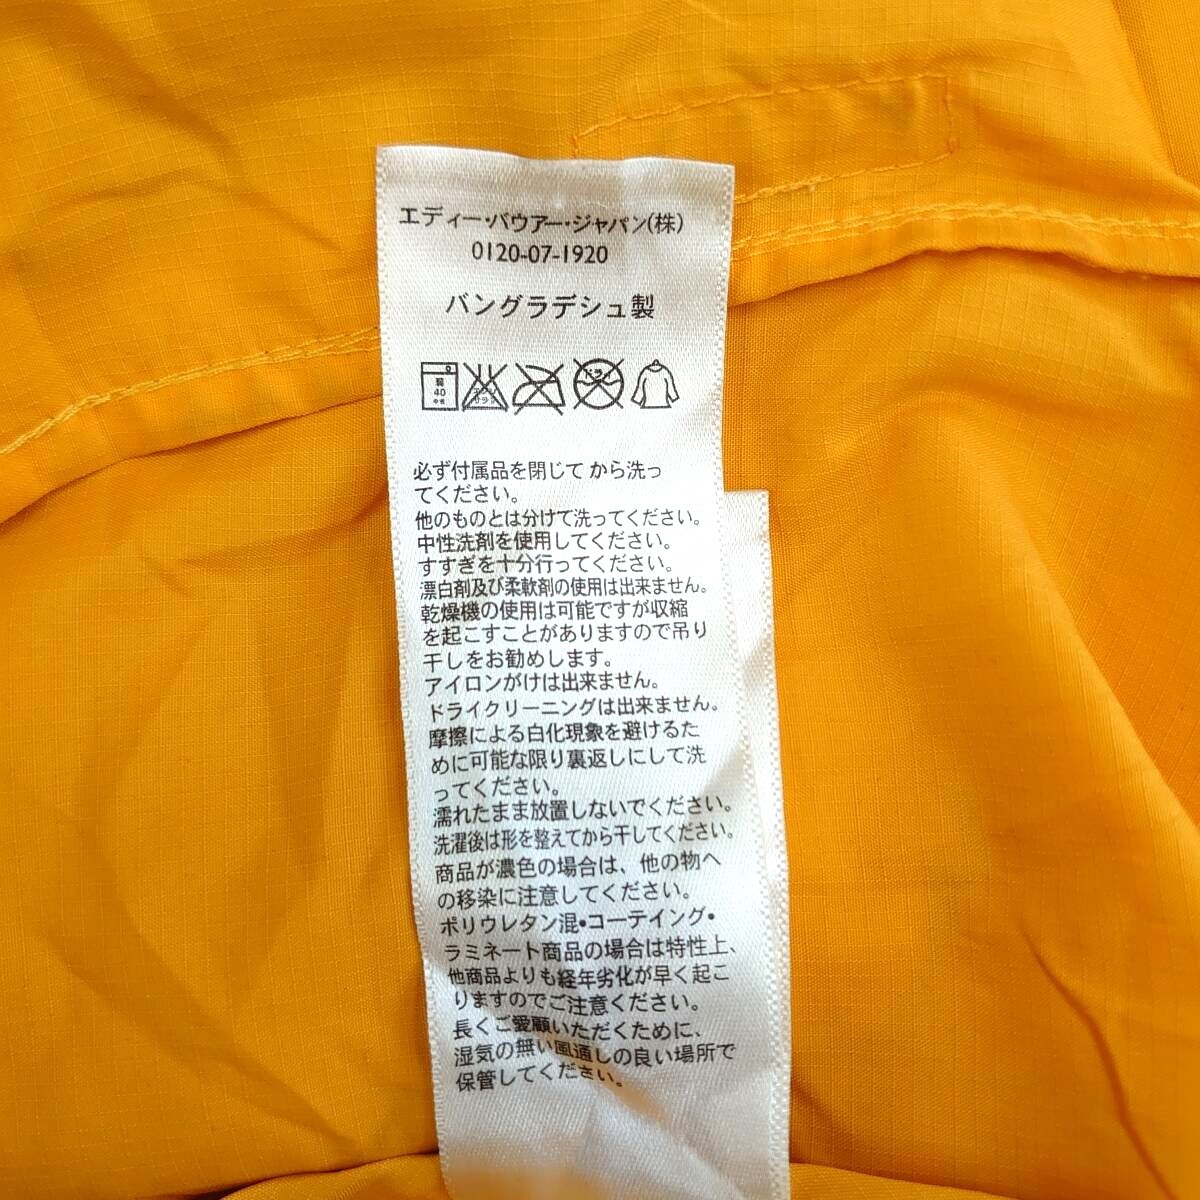 エディー・バウアー・ジャパン(株)
0120-07-1920
バングラデシュ製
弱
40
中性
エンソ
サラシ
ドライ
必ず付属品を閉じて から洗っ
てください。
他のものとは分けて洗ってください。
中性洗剤を使用してください。
すすぎを十分行ってください。
漂白剤及び柔軟剤の使用は出来ません。
乾燥機の使用は可能ですが収縮
を起こすことがありますので吊り
干しをお勧めします。
アイロンがけは出来ません。
ドライクリーニングは出来ません。
摩擦による白化現象を避けるた
めに可能な限り裏返しにして洗
ってください。
濡れたまま放置しないでください。
洗濯後は形を整えてから干してください。
商品が濃色の場合は、他の物へ
の移染に注意してください。
ポリウレタン混•コーテイング•
ラミネート商品の場合は特性上、
他商品よりも経年劣化が早く起こ
りますのでご注意ください。
長くご愛顧いただくために、
湿気の無い風通しの良い場所で
保管してください。